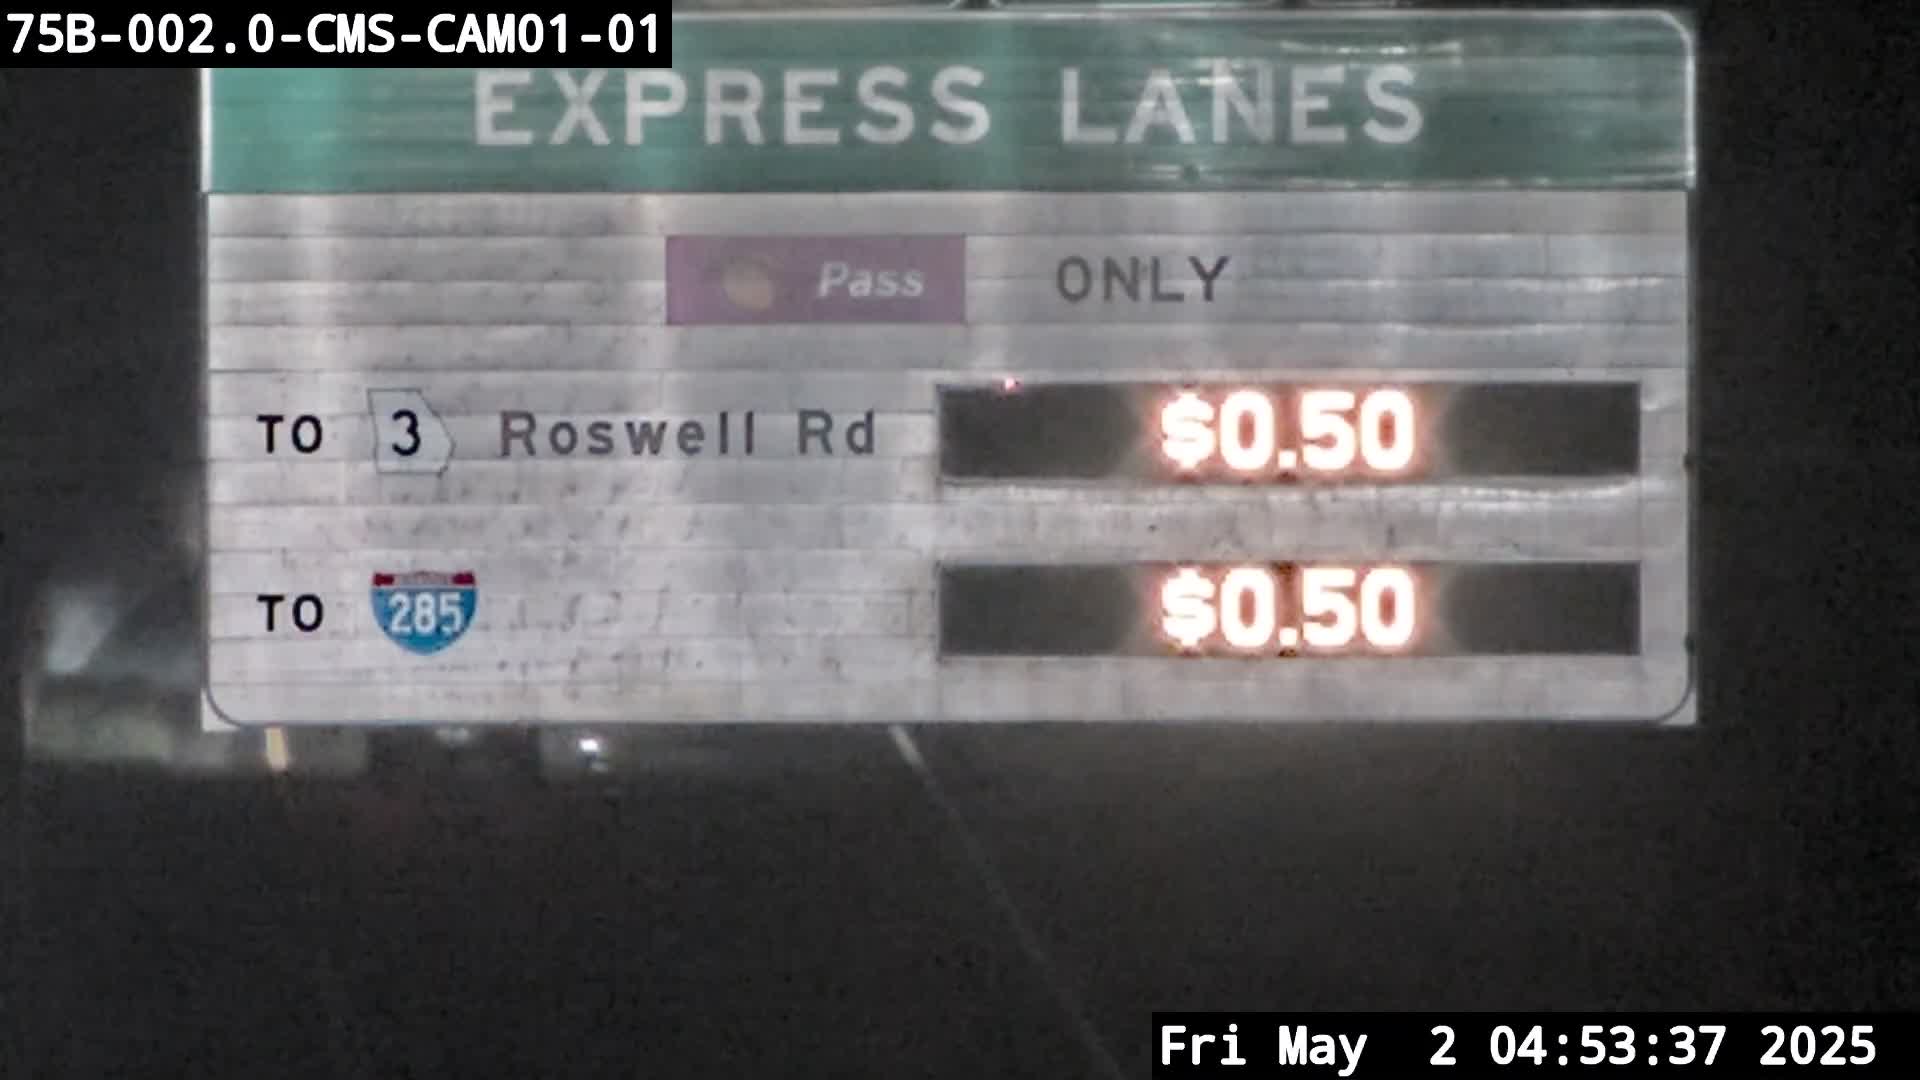 75B-002.0-CMS-CAM01-01
EXPRESS LANES
Pass ONLY
TO 3 Roswell Rd $0.50
TO 285 $0.50
Fri May 2 04:53:37 2025